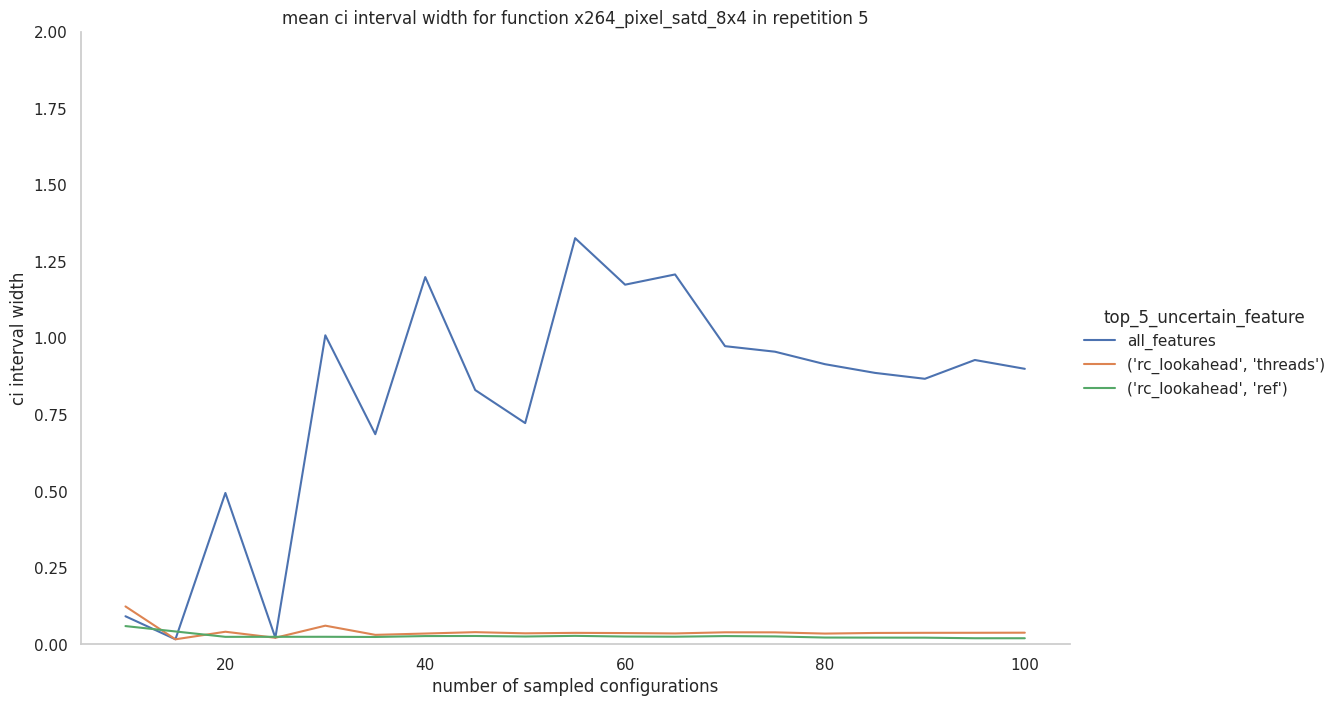 mean ci interval width for function x264_pixel_satd_8x4 in repetition 5
2.00
1.75
1.50
1.25
1.00
0.75
0.50
0.25
0.00
ci interval width
20
40
60
80
100
number of sampled configurations
top_5_uncertain_feature
all_features
('rc_lookahead', 'threads')
('rc_lookahead', 'ref')